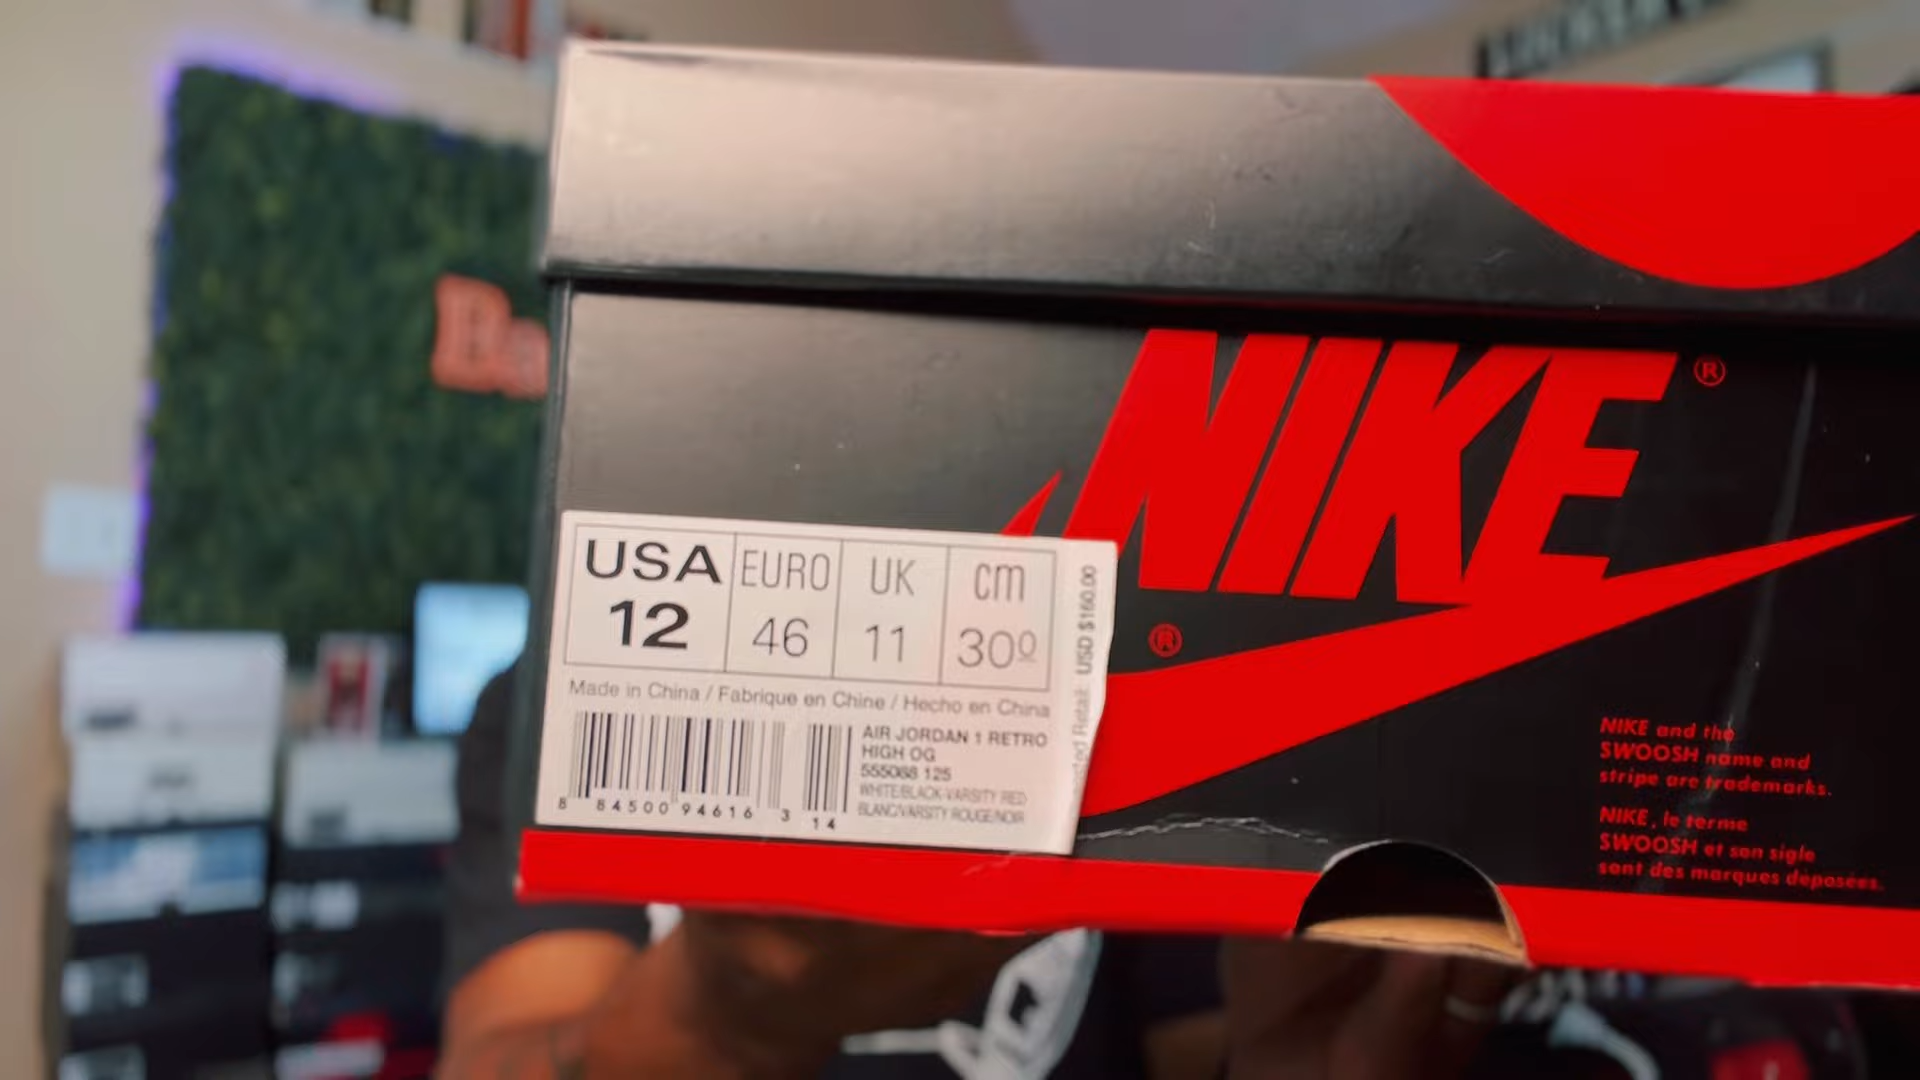 NIKE ®
®
USA EURO UK cm
12 46 11 30º
Made in China / Fabrique en Chine / Hecho en China
AIR JORDAN 1 RETRO
HIGH OG
555088 125
WHITE/BLACK-VARSITY RED
BLANC/VARSITY ROUGE/NOIR
8 84500 94616 3 14
Retail: USD $160.00
NIKE and the
SWOOSH name and
stripe are trademarks.
NIKE, le terme
SWOOSH et son sigle
sont des marques déposées.